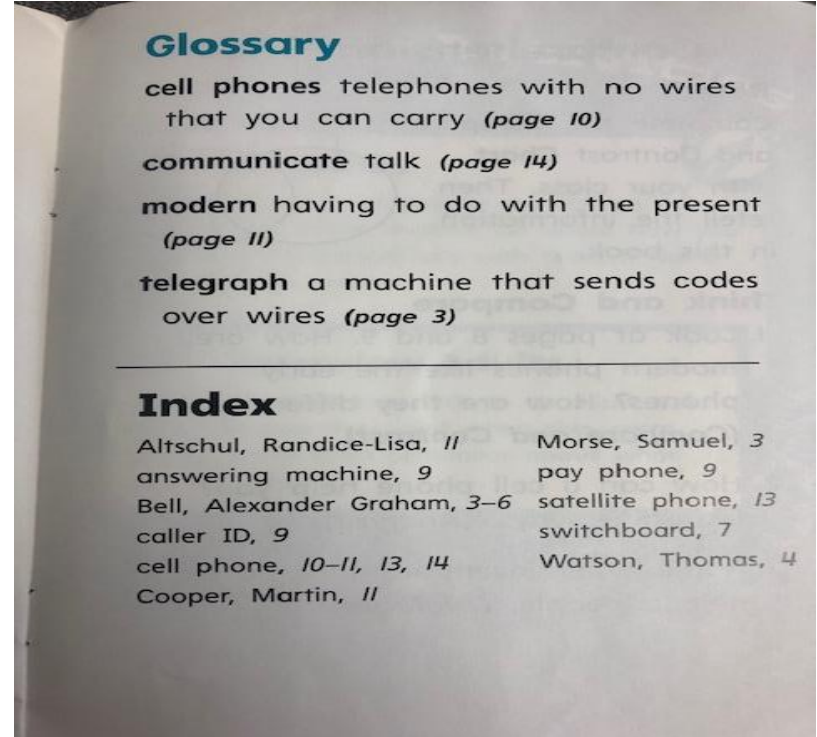 Glossary
cell phones telephones with no wires
that you can carry (page 10)
communicate talk (page 14)
modern having to do with the present
(page 11)
telegraph a machine that sends codes
over wires (page 3)
Index
Altschul, Randice-Lisa, 11
answering machine, 9
Bell, Alexander Graham, 3–6
caller ID, 9
cell phone, 10–11, 13, 14
Cooper, Martin, 11
Morse, Samuel, 3
pay phone, 9
satellite phone, 13
switchboard, 7
Watson, Thomas, 4